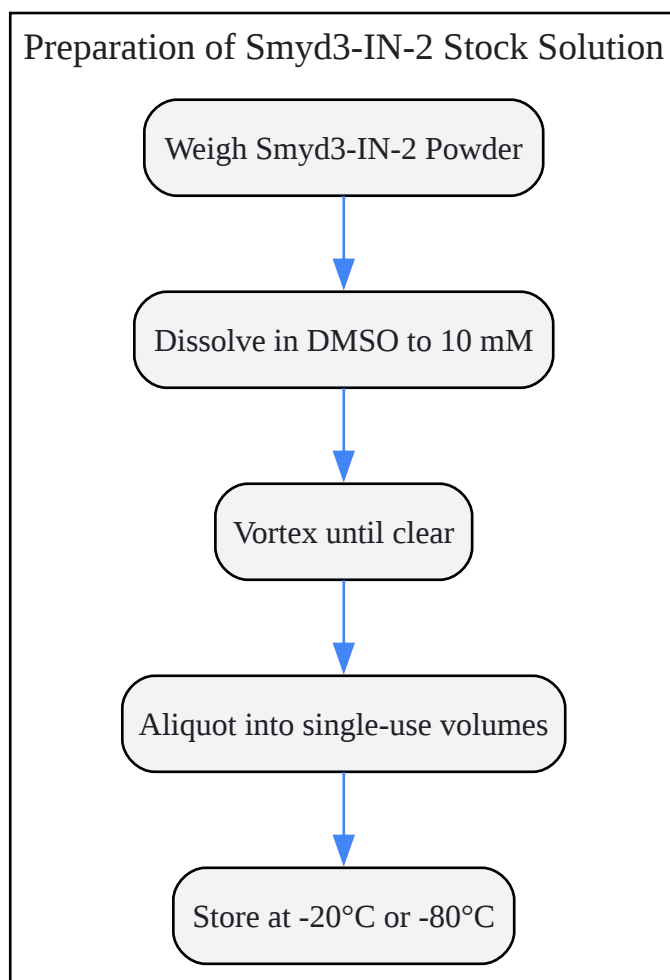 Preparation of Smyd3-IN-2 Stock Solution
Weigh Smyd3-IN-2 Powder
Dissolve in DMSO to 10 mM
Vortex until clear
Aliquot into single-use volumes
Store at -20°C or -80°C